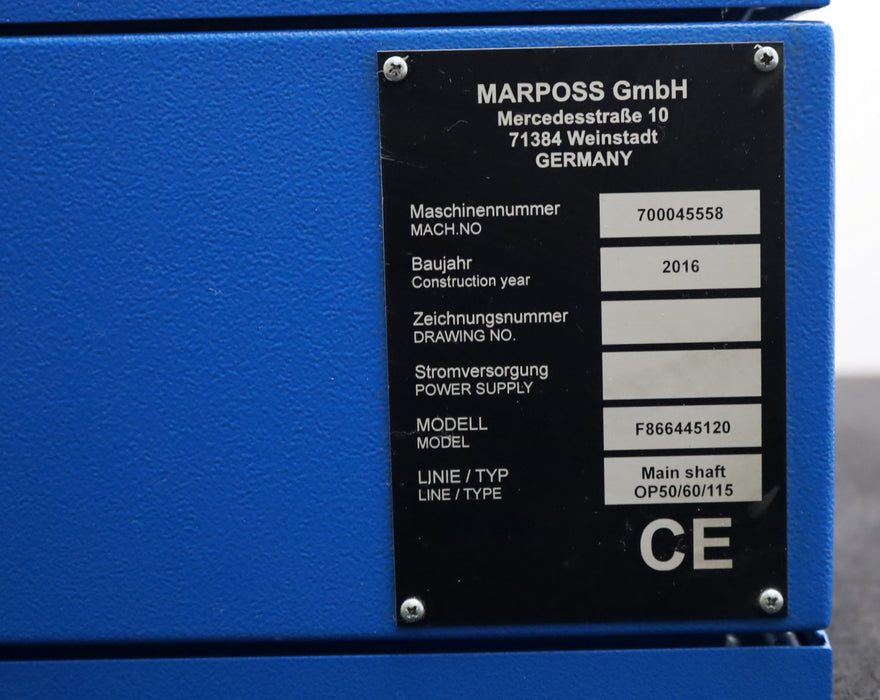 MARPOSS GmbH
Mercedesstraße 10
71384 Weinstadt
GERMANY
Maschinennummer
MACH.NO
700045558
Baujahr
Construction year
2016
Zeichnungsnummer
DRAWING NO.
Stromversorgung
POWER SUPPLY
MODELL
MODEL
F866445120
LINIE / TYP
LINE / TYPE
Main shaft
OP50/60/115
CE